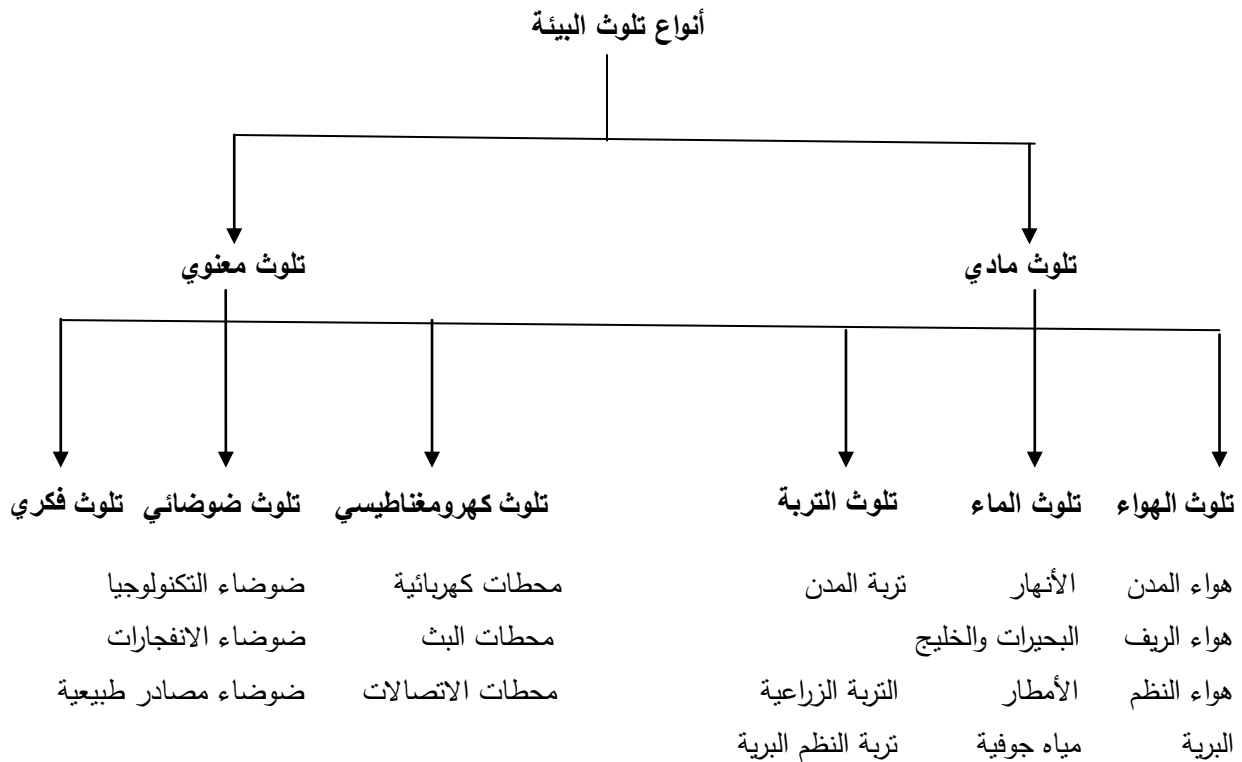 أنواع تلوث البيئة
تلوث مادي تلوث معنوي
تلوث الهواء تلوث الماء تلوث التربة تلوث كهرومغناطيسي تلوث ضوضائي تلوث فكري
هواء المدن الأنهار تربة المدن محطات كهربائية ضوضاء التكنولوجيا
هواء الريف البحيرات والخليج محطات البث ضوضاء الانفجارات
هواء النظم الأمطار التربة الزراعية محطات الاتصالات ضوضاء مصادر طبيعية
البرية مياه جوفية تربة النظم البرية